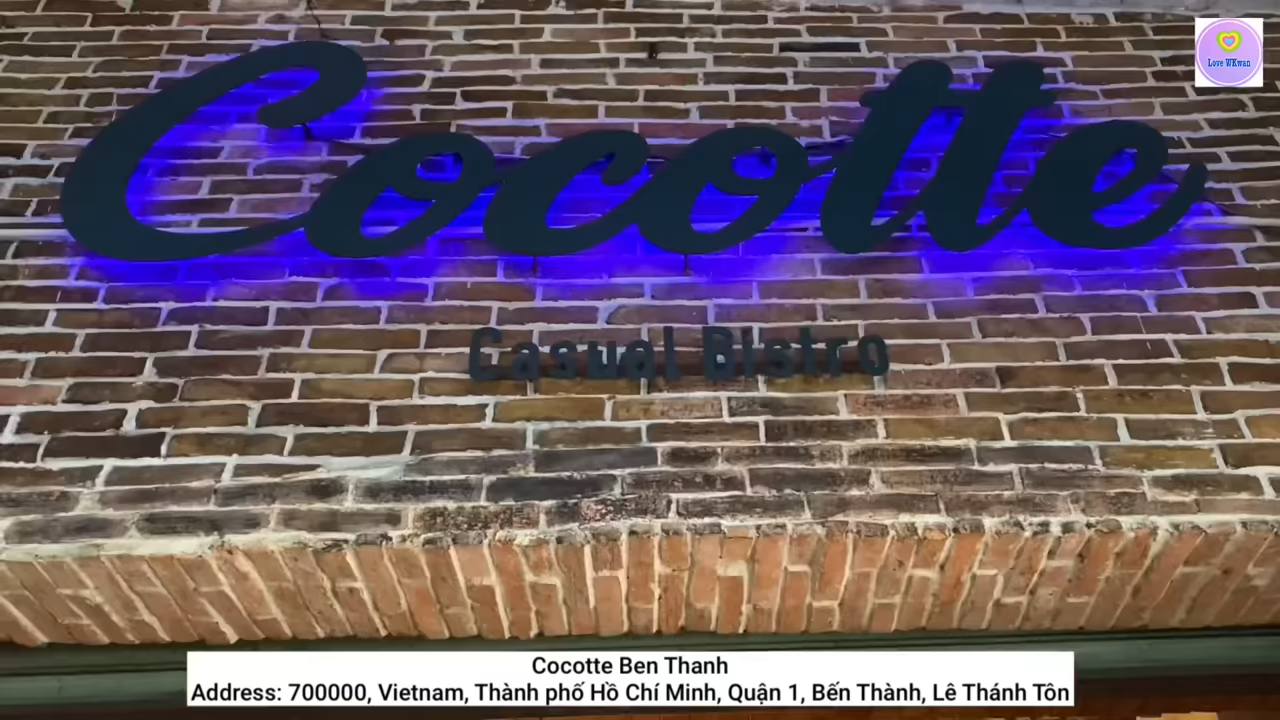 Love WKwan
Cocotte
Casual Bistro
Cocotte Ben Thanh
Address: 700000, Vietnam, Thành phố Hồ Chí Minh, Quận 1, Bến Thành, Lê Thánh Tôn